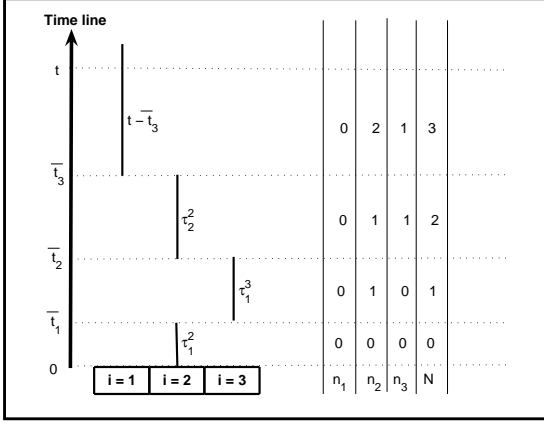 Time line
t
t − t̅₃
0 2 1 3
t̅₃
τ₂²
0 1 1 2
t̅₂
τ₁³
0 1 0 1
t̅₁
τ₁²
0 0 0 0
0
i = 1 i = 2 i = 3 n₁ n₂ n₃ N